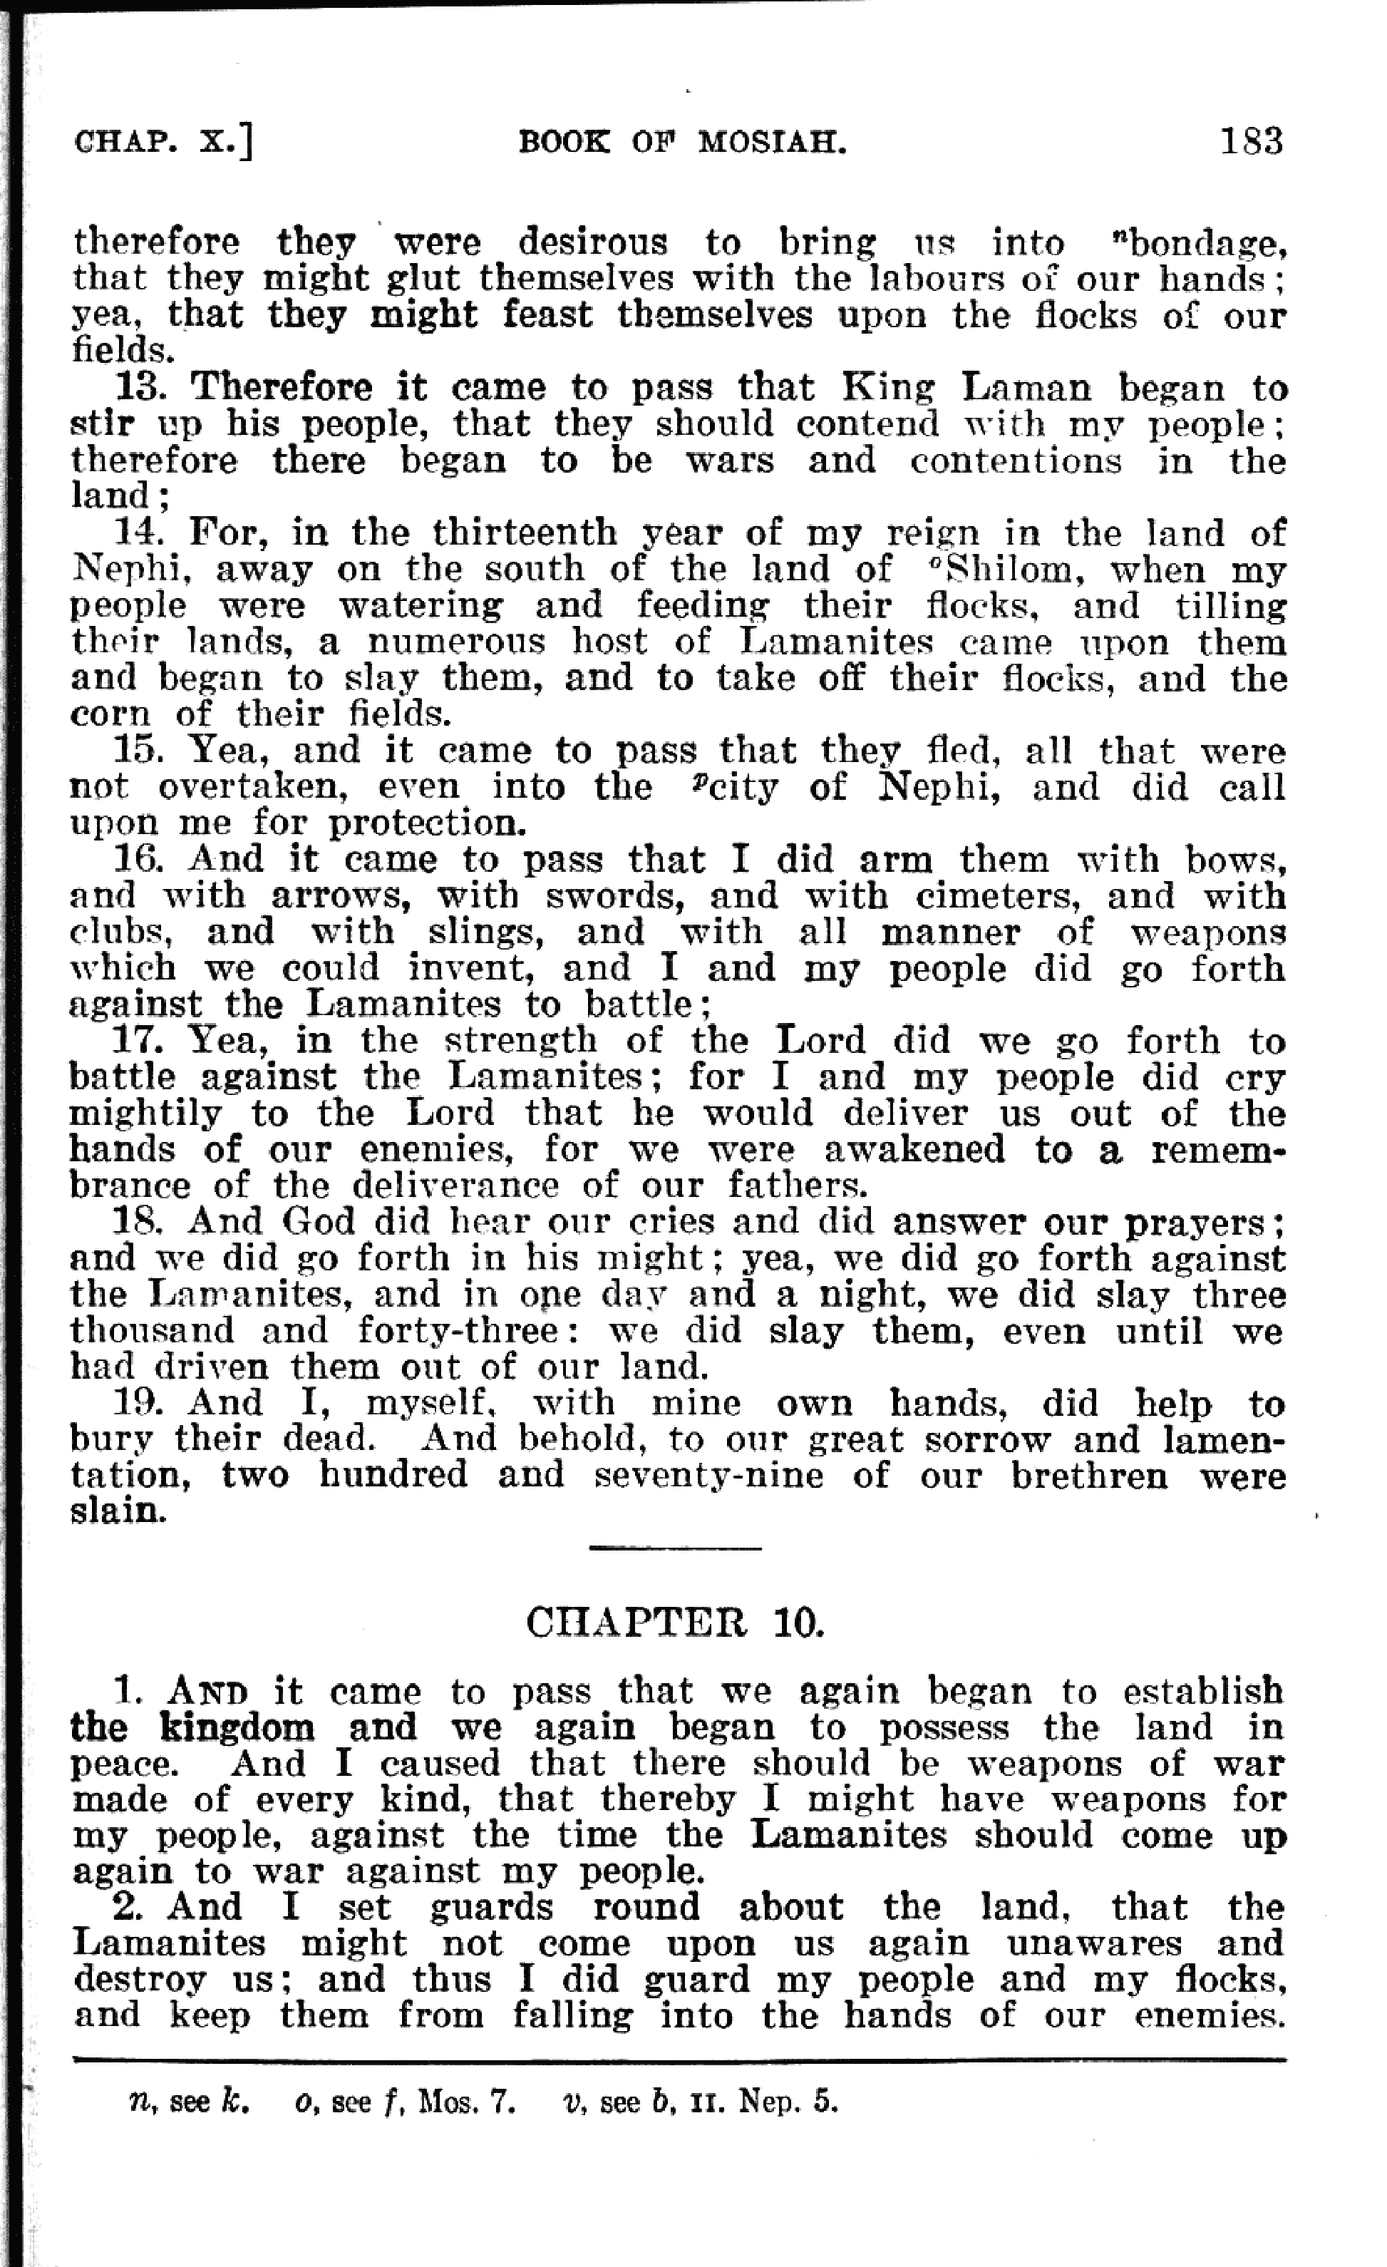 CHAP. X.] BOOK OF MOSIAH. 183
therefore they were desirous to bring us into ⁿbondage,
that they might glut themselves with the labours of our hands;
yea, that they might feast themselves upon the flocks of our
fields.
13. Therefore it came to pass that King Laman began to
stir up his people, that they should contend with my people;
therefore there began to be wars and contentions in the
land;
14. For, in the thirteenth year of my reign in the land of
Nephi, away on the south of the land of ᵒShilom, when my
people were watering and feeding their flocks, and tilling
their lands, a numerous host of Lamanites came upon them
and began to slay them, and to take off their flocks, and the
corn of their fields.
15. Yea, and it came to pass that they fled, all that were
not overtaken, even into the ᵖcity of Nephi, and did call
upon me for protection.
16. And it came to pass that I did arm them with bows,
and with arrows, with swords, and with cimeters, and with
clubs, and with slings, and with all manner of weapons
which we could invent, and I and my people did go forth
against the Lamanites to battle;
17. Yea, in the strength of the Lord did we go forth to
battle against the Lamanites; for I and my people did cry
mightily to the Lord that he would deliver us out of the
hands of our enemies, for we were awakened to a remem-
brance of the deliverance of our fathers.
18. And God did hear our cries and did answer our prayers;
and we did go forth in his might; yea, we did go forth against
the Lamanites, and in one day and a night, we did slay three
thousand and forty-three: we did slay them, even until we
had driven them out of our land.
19. And I, myself, with mine own hands, did help to
bury their dead. And behold, to our great sorrow and lamen-
tation, two hundred and seventy-nine of our brethren were
slain.
CHAPTER 10.
1. AND it came to pass that we again began to establish
the kingdom and we again began to possess the land in
peace. And I caused that there should be weapons of war
made of every kind, that thereby I might have weapons for
my people, against the time the Lamanites should come up
again to war against my people.
2. And I set guards round about the land, that the
Lamanites might not come upon us again unawares and
destroy us; and thus I did guard my people and my flocks,
and keep them from falling into the hands of our enemies.
n, see k. o, see f, Mos. 7. v, see b, II. Nep. 5.